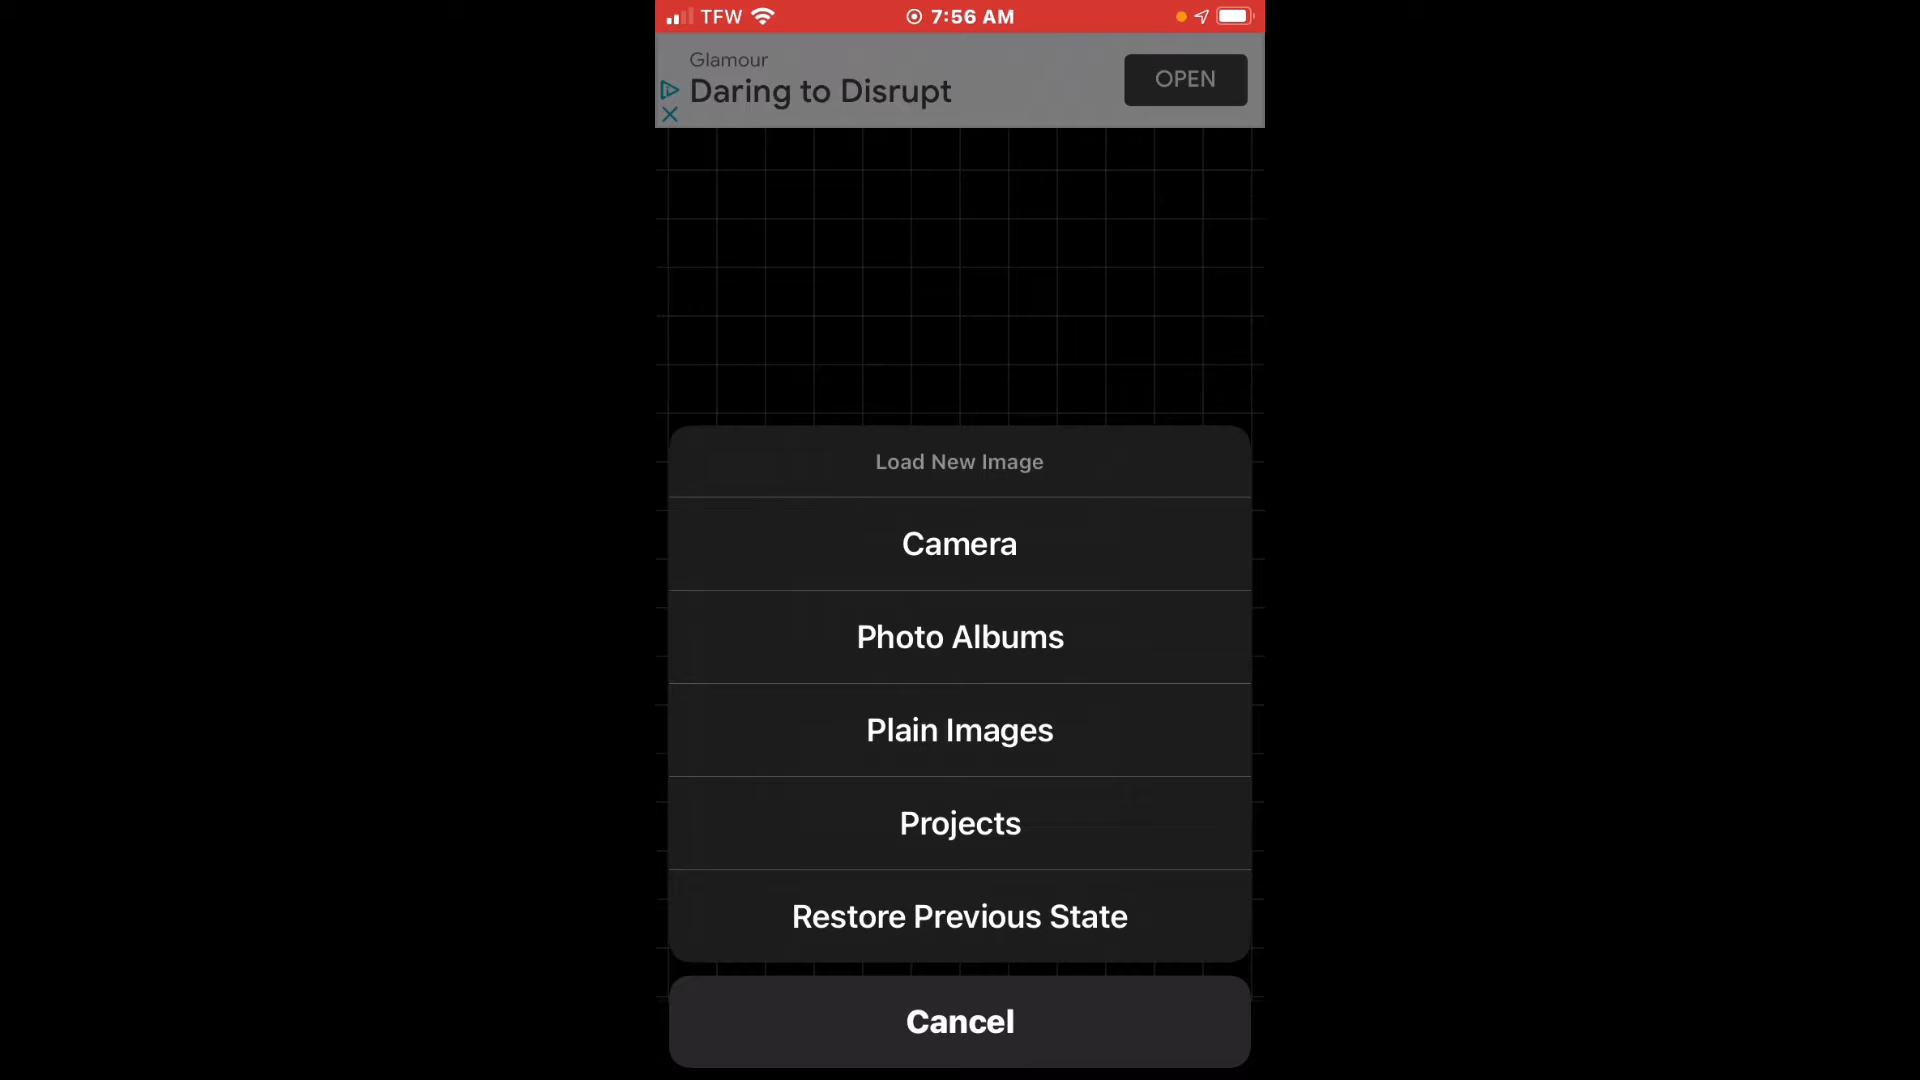 TFW 7:56 AM
Glamour
Daring to Disrupt
OPEN
Load New Image
Camera
Photo Albums
Plain Images
Projects
Restore Previous State
Cancel